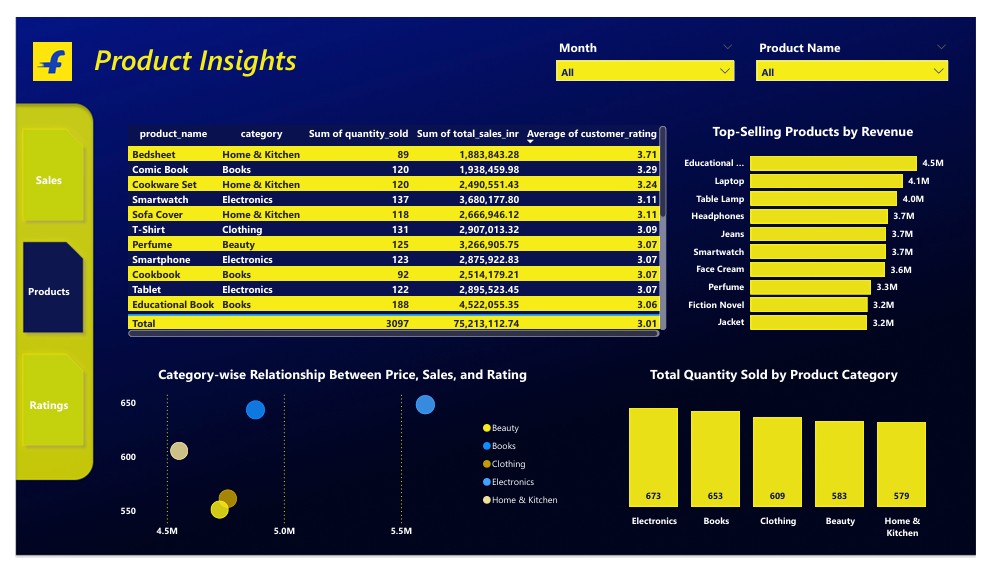 Product Insights
Month
Product Name
All
All
Sales
Products
Ratings
product_name category Sum of quantity_sold Sum of total_sales_inr Average of customer_rating
Bedsheet Home & Kitchen 89 1,883,843.28 3.71
Comic Book Books 120 1,938,459.98 3.29
Cookware Set Home & Kitchen 120 2,490,551.43 3.24
Smartwatch Electronics 137 3,680,177.80 3.11
Sofa Cover Home & Kitchen 118 2,666,946.12 3.11
T-Shirt Clothing 131 2,907,013.32 3.09
Perfume Beauty 125 3,266,905.75 3.07
Smartphone Electronics 123 2,875,922.83 3.07
Cookbook Books 92 2,514,179.21 3.07
Tablet Electronics 122 2,895,523.45 3.07
Educational Book Books 188 4,522,055.35 3.06
Total 3097 75,213,112.74 3.01
Top-Selling Products by Revenue
Educational ... 4.5M
Laptop 4.1M
Table Lamp 4.0M
Headphones 3.7M
Jeans 3.7M
Smartwatch 3.7M
Face Cream 3.6M
Perfume 3.3M
Fiction Novel 3.2M
Jacket 3.2M
Category-wise Relationship Between Price, Sales, and Rating
650
600
550
4.5M 5.0M 5.5M
Beauty
Books
Clothing
Electronics
Home & Kitchen
Total Quantity Sold by Product Category
673 653 609 583 579
Electronics Books Clothing Beauty Home &
Kitchen